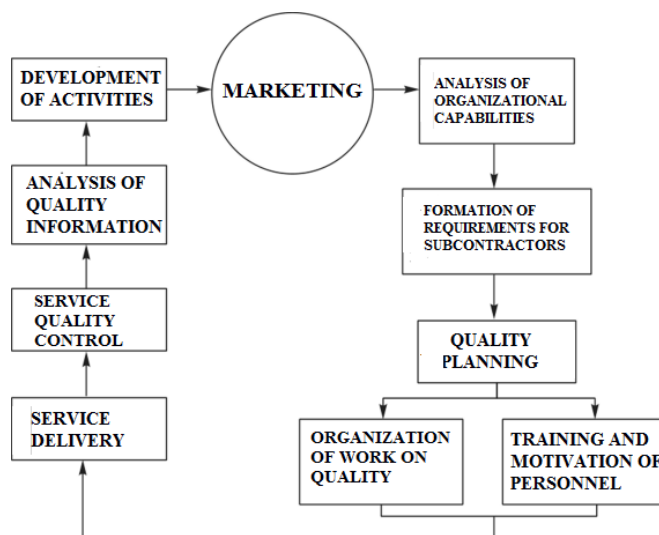 DEVELOPMENT
OF ACTIVITIES
MARKETING
ANALYSIS OF
ORGANIZATIONAL
CAPABILITIES
ANALYSIS OF
QUALITY
INFORMATION
FORMATION OF
REQUIREMENTS FOR
SUBCONTRACTORS
SERVICE
QUALITY
CONTROL
QUALITY
PLANNING
SERVICE
DELIVERY
ORGANIZATION
OF WORK ON
QUALITY
TRAINING AND
MOTIVATION OF
PERSONNEL